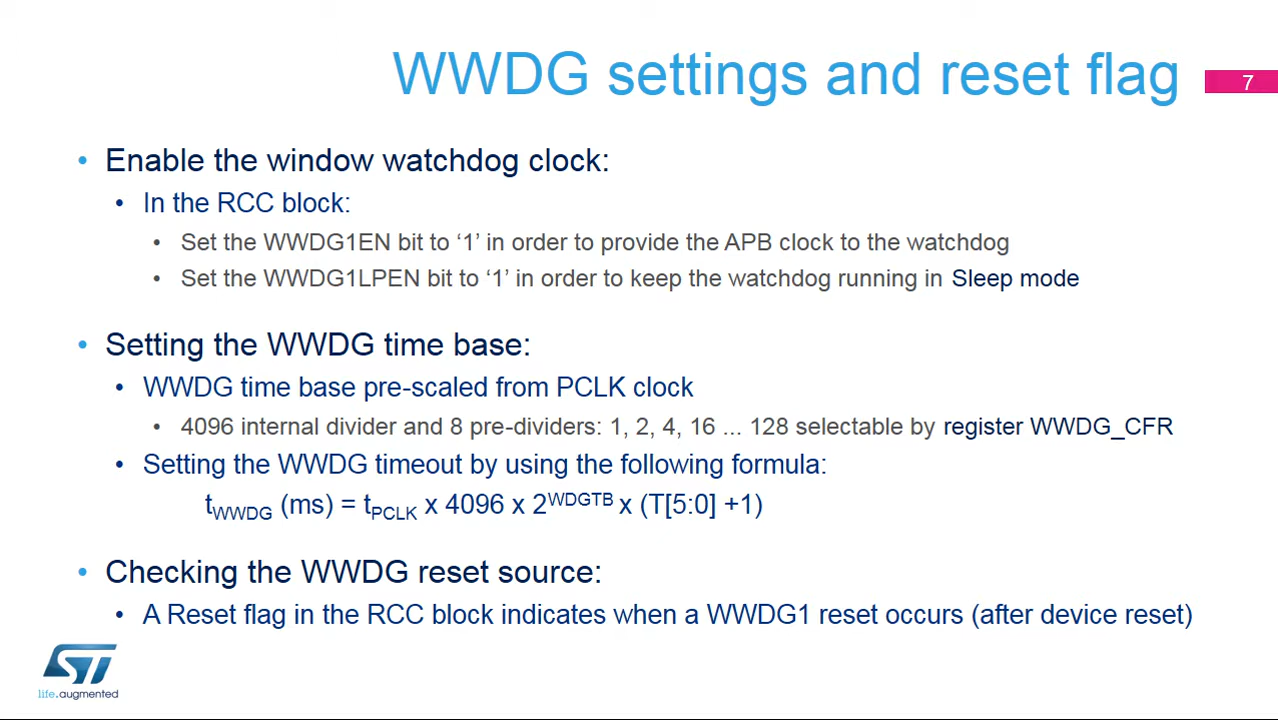 WWDG settings and reset flag
7
• Enable the window watchdog clock:
• In the RCC block:
• Set the WWDG1EN bit to ‘1’ in order to provide the APB clock to the watchdog
• Set the WWDG1LPEN bit to ‘1’ in order to keep the watchdog running in Sleep mode
• Setting the WWDG time base:
• WWDG time base pre-scaled from PCLK clock
• 4096 internal divider and 8 pre-dividers: 1, 2, 4, 16 ... 128 selectable by register WWDG_CFR
• Setting the WWDG timeout by using the following formula:
tWWDG (ms) = tPCLK x 4096 x 2^WDGTB x (T[5:0] +1)
• Checking the WWDG reset source:
• A Reset flag in the RCC block indicates when a WWDG1 reset occurs (after device reset)
ST
life.augmented